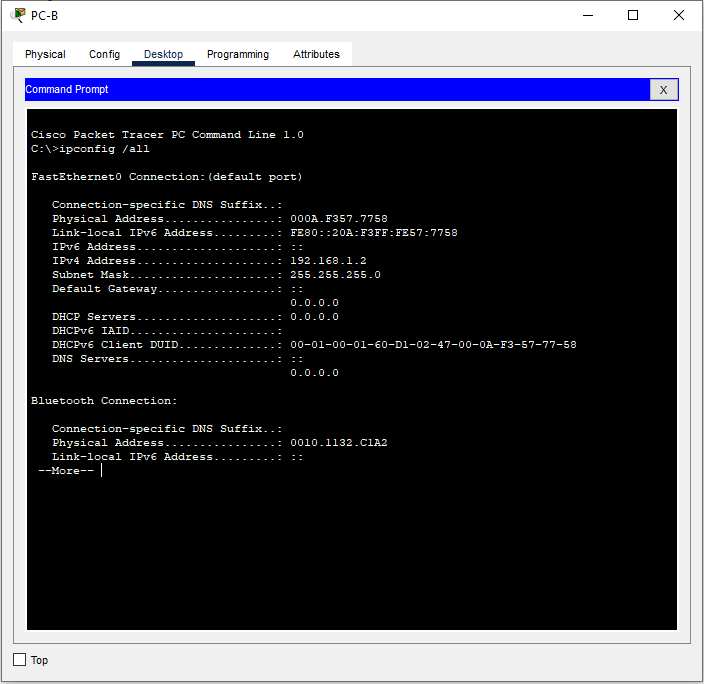 PC-B
Physical Config Desktop Programming Attributes
Command Prompt X
Cisco Packet Tracer PC Command Line 1.0
C:\>ipconfig /all
FastEthernet0 Connection:(default port)
Connection-specific DNS Suffix..:
Physical Address................: 000A.F357.7758
Link-local IPv6 Address.........: FE80::20A:F3FF:FE57:7758
IPv6 Address....................: ::
IPv4 Address....................: 192.168.1.2
Subnet Mask.....................: 255.255.255.0
Default Gateway.................: ::
0.0.0.0
DHCP Servers....................: 0.0.0.0
DHCPv6 IAID.....................:
DHCPv6 Client DUID..............: 00-01-00-01-60-D1-02-47-00-0A-F3-57-77-58
DNS Servers.....................: ::
0.0.0.0
Bluetooth Connection:
Connection-specific DNS Suffix..:
Physical Address................: 0010.1132.C1A2
Link-local IPv6 Address.........: ::
--More--
Top